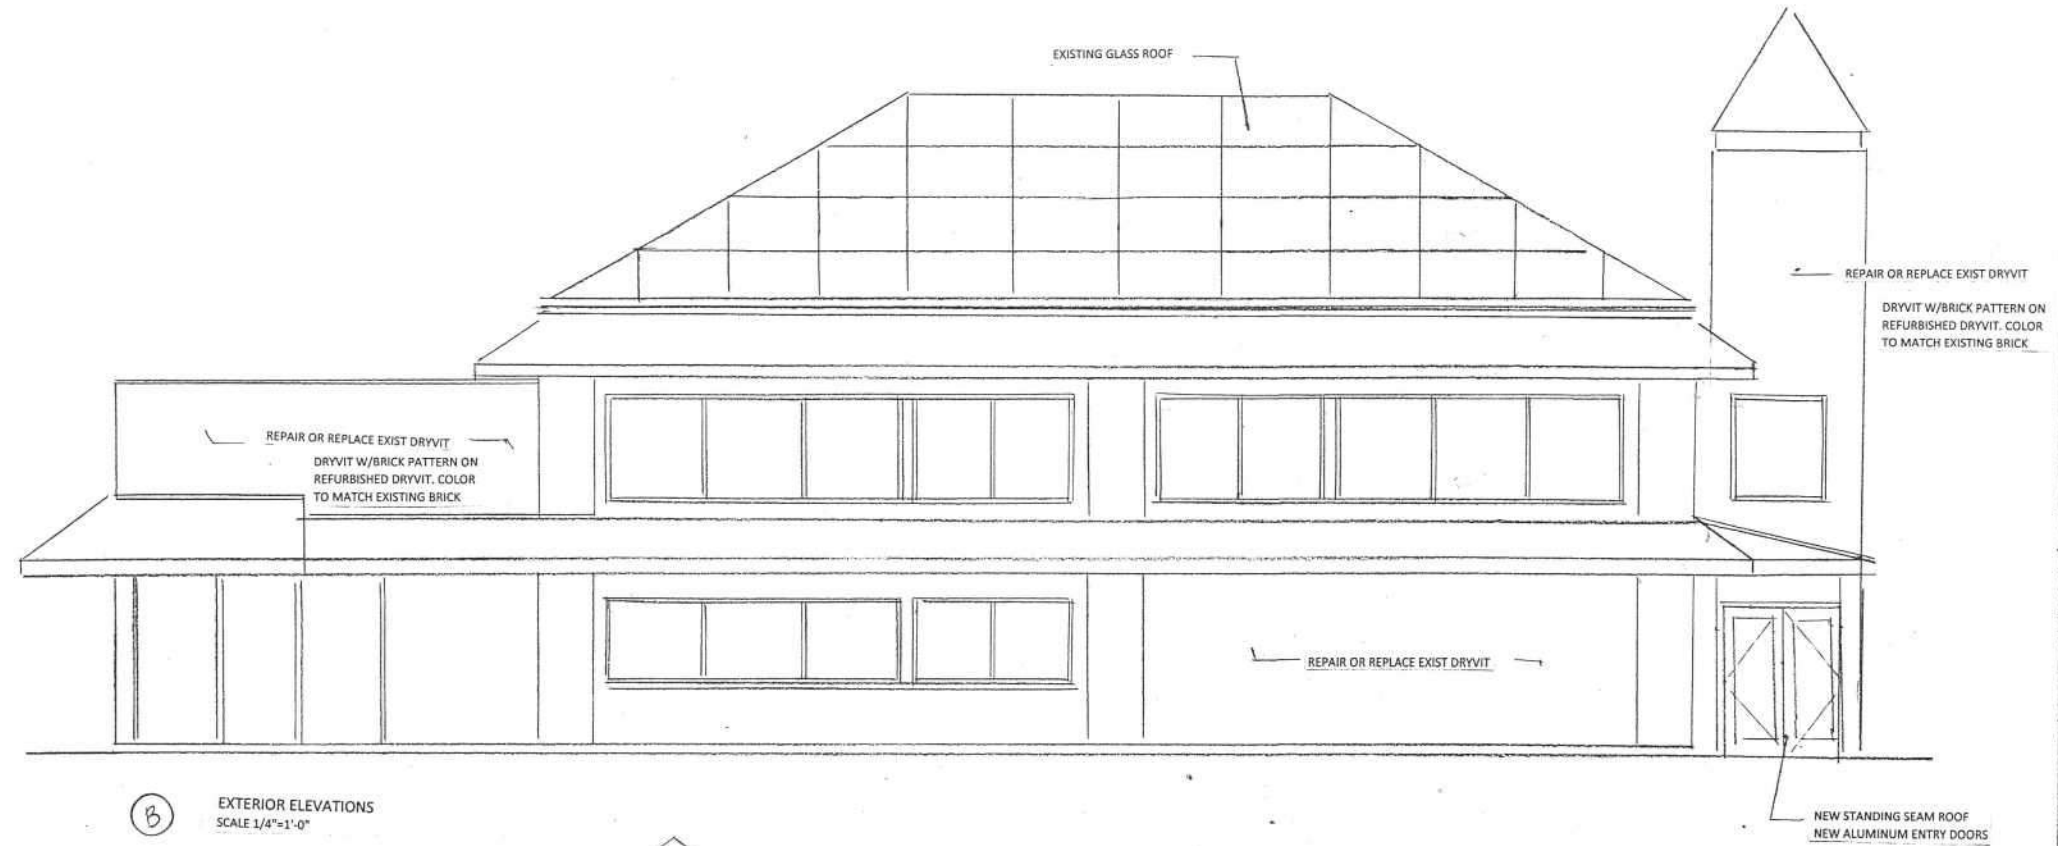 EXISTING GLASS ROOF
REPAIR OR REPLACE EXIST DRYVIT
DRYVIT W/BRICK PATTERN ON
REFURBISHED DRYVIT. COLOR
TO MATCH EXISTING BRICK
REPAIR OR REPLACE EXIST DRYVIT
DRYVIT W/BRICK PATTERN ON
REFURBISHED DRYVIT. COLOR
TO MATCH EXISTING BRICK
REPAIR OR REPLACE EXIST DRYVIT
B
EXTERIOR ELEVATIONS
SCALE 1/4"=1'-0"
NEW STANDING SEAM ROOF
NEW ALUMINUM ENTRY DOORS